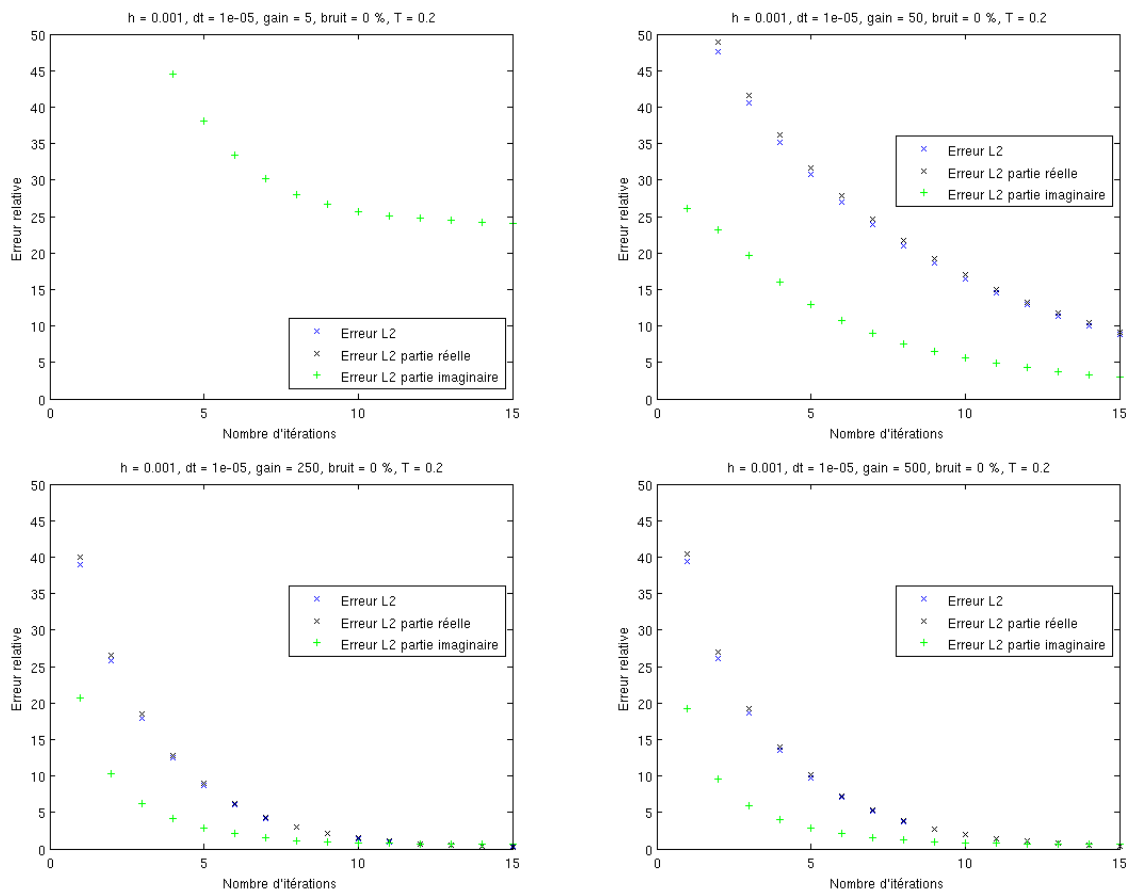 h = 0.001, dt = 1e-05, gain = 5, bruit = 0 %, T = 0.2
50
45
40
35
30
25
20
15
10
5
0
Erreur relative
Erreur L2
Erreur L2 partie réelle
Erreur L2 partie imaginaire
0 5 10 15
Nombre d'itérations
h = 0.001, dt = 1e-05, gain = 50, bruit = 0 %, T = 0.2
50
45
40
35
30
25
20
15
10
5
0
Erreur relative
Erreur L2
Erreur L2 partie réelle
Erreur L2 partie imaginaire
0 5 10 15
Nombre d'itérations
h = 0.001, dt = 1e-05, gain = 250, bruit = 0 %, T = 0.2
50
45
40
35
30
25
20
15
10
5
0
Erreur relative
Erreur L2
Erreur L2 partie réelle
Erreur L2 partie imaginaire
0 5 10 15
Nombre d'itérations
h = 0.001, dt = 1e-05, gain = 500, bruit = 0 %, T = 0.2
50
45
40
35
30
25
20
15
10
5
0
Erreur relative
Erreur L2
Erreur L2 partie réelle
Erreur L2 partie imaginaire
0 5 10 15
Nombre d'itérations